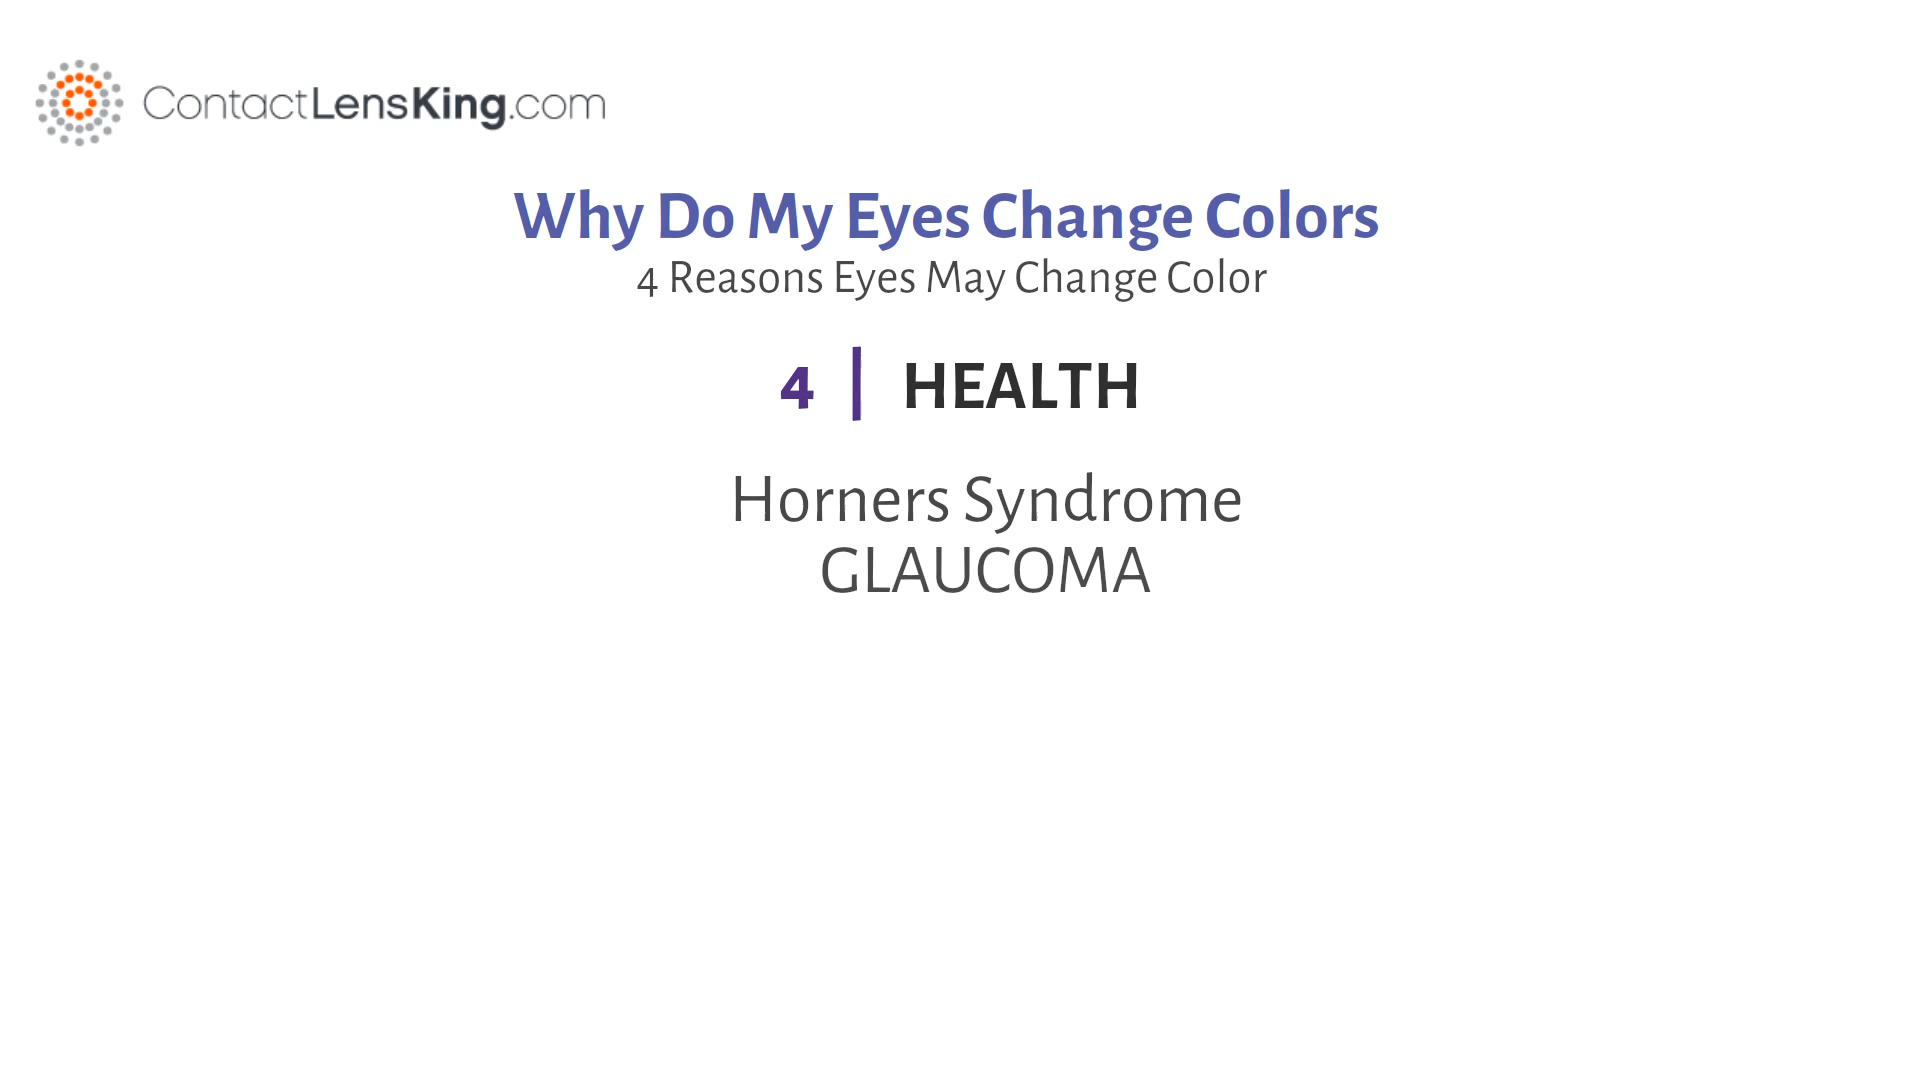 ContactLensKing.com
Why Do My Eyes Change Colors
4 Reasons Eyes May Change Color
4 | HEALTH
Horners Syndrome
GLAUCOMA